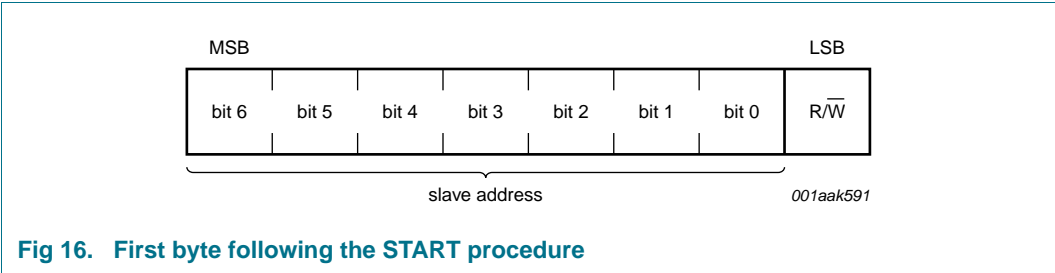 MSB LSB
bit 6 bit 5 bit 4 bit 3 bit 2 bit 1 bit 0 R/W̅
slave address 001aak591
Fig 16. First byte following the START procedure